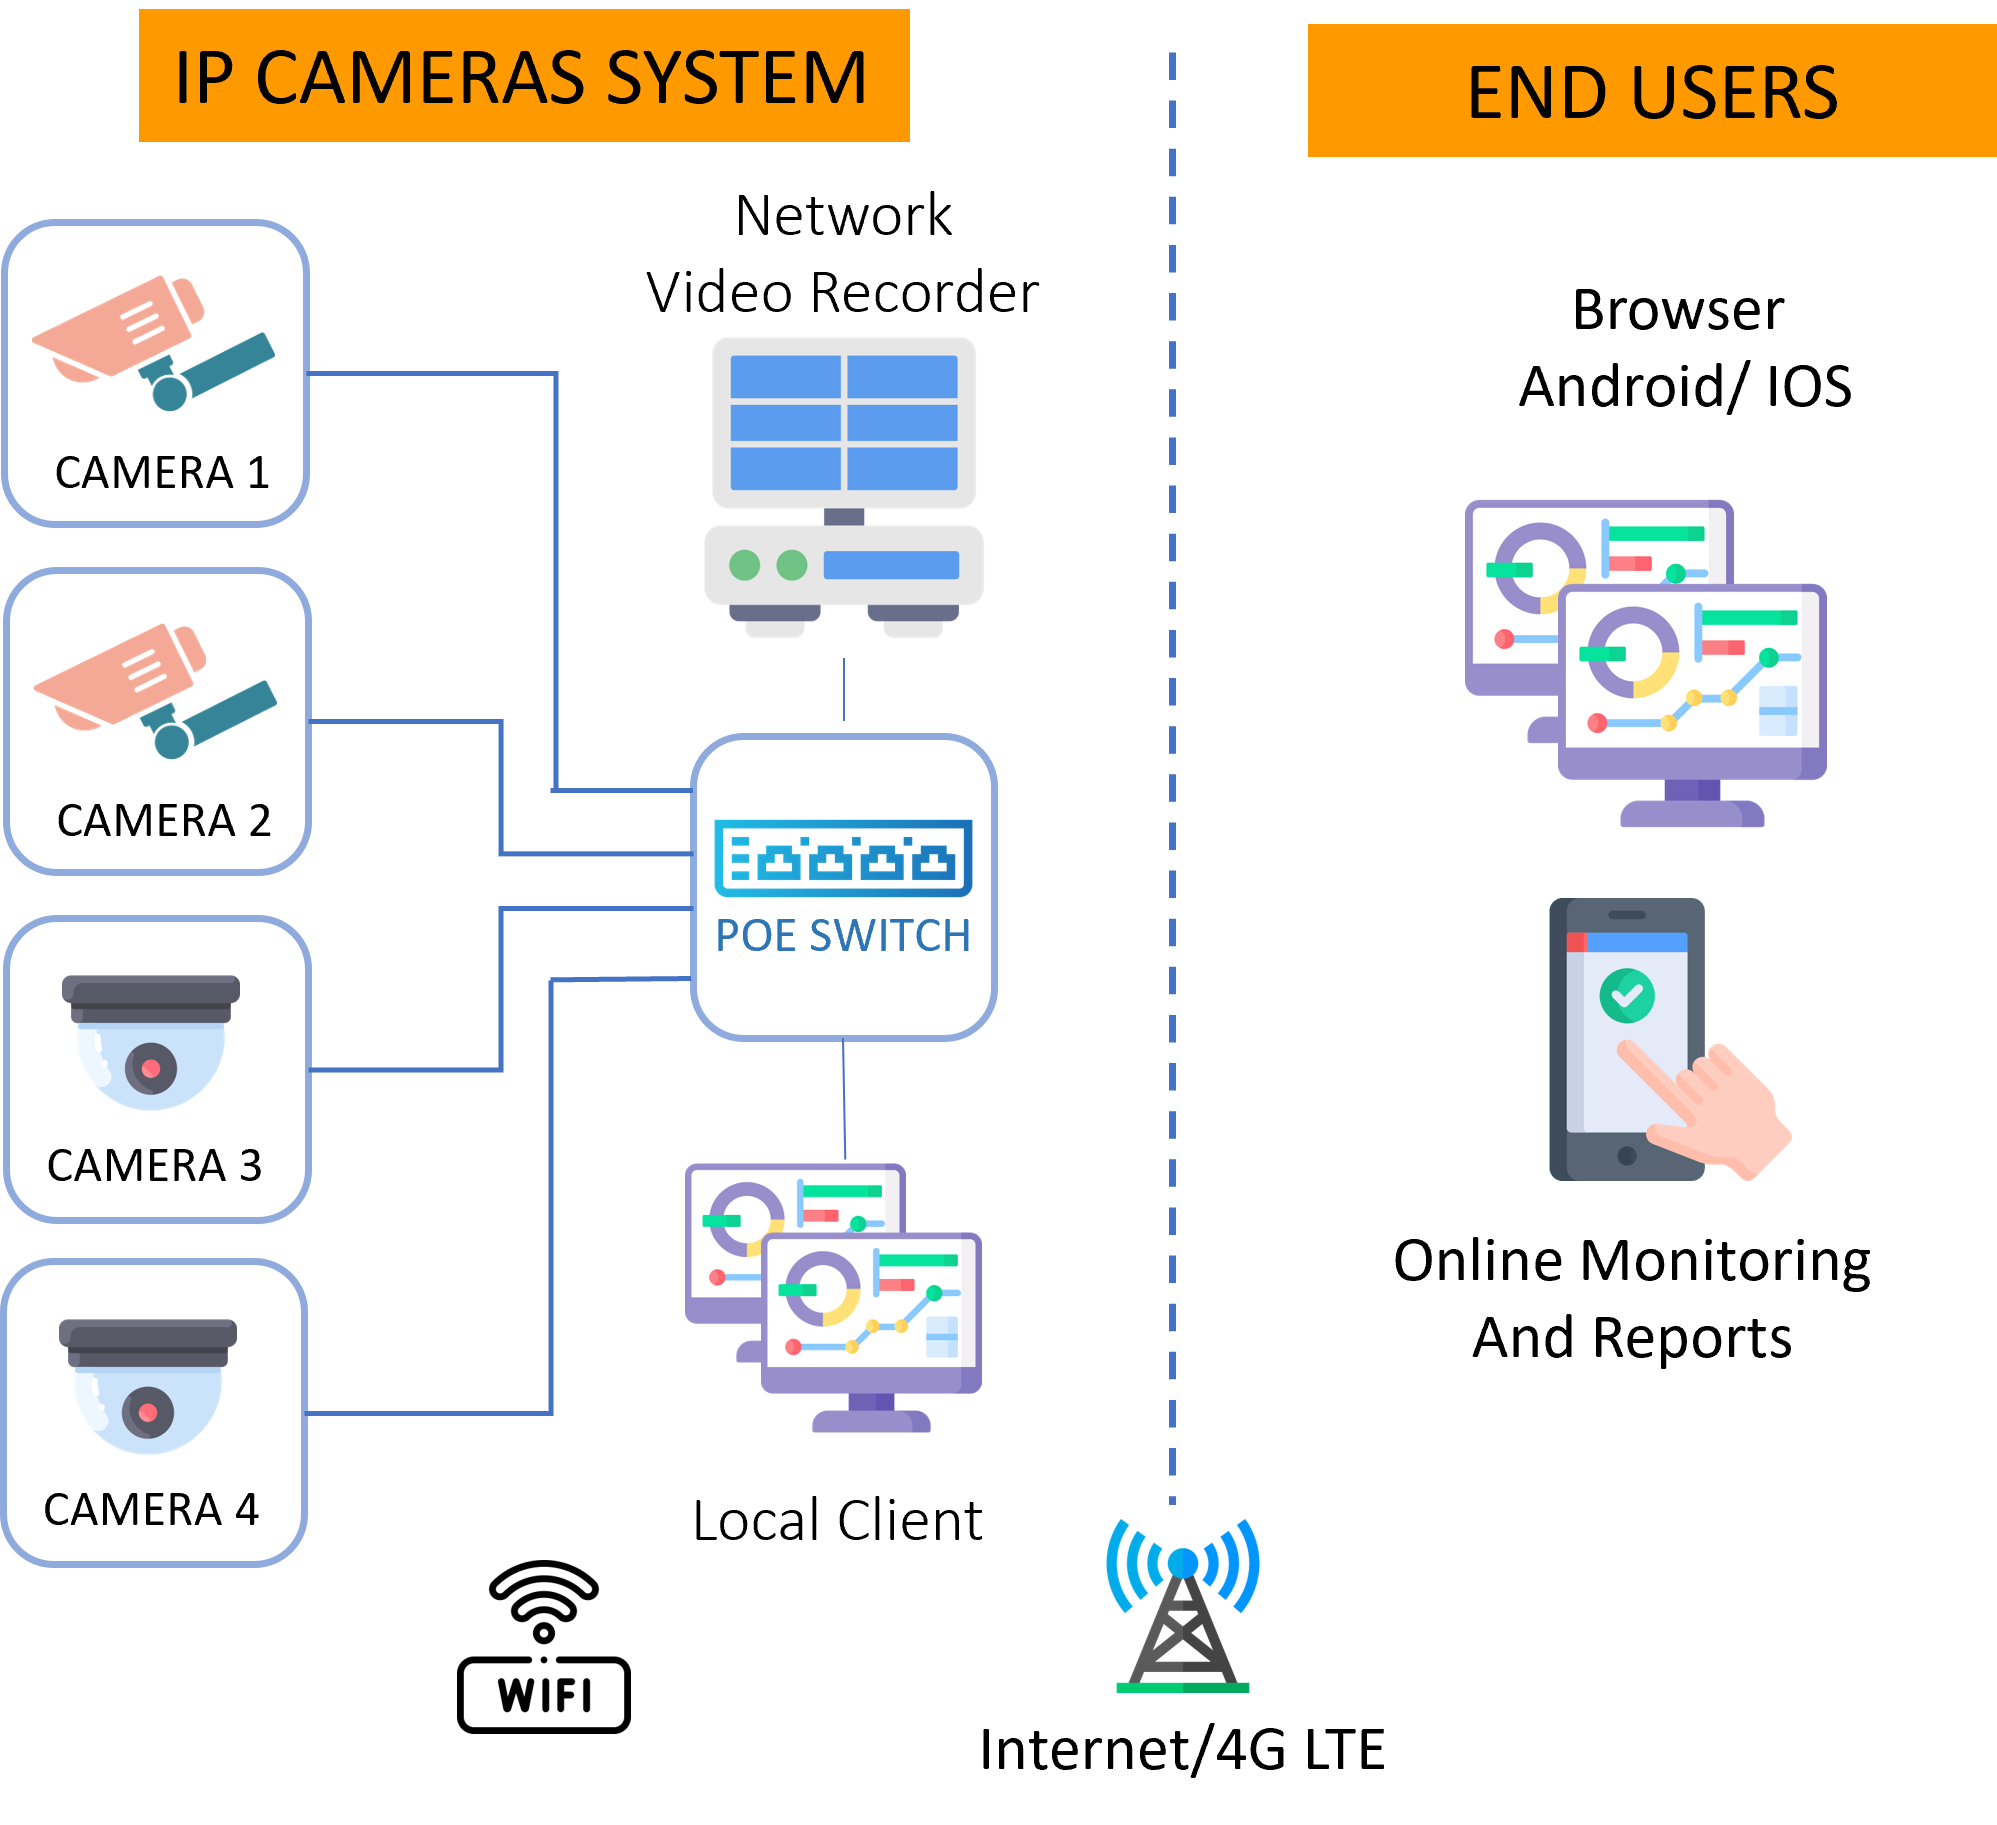 IP CAMERAS SYSTEM
END USERS
Network
Video Recorder
Browser
Android/ IOS
CAMERA 1
CAMERA 2
POE SWITCH
CAMERA 3
CAMERA 4
Local Client
Online Monitoring
And Reports
WIFI
Internet/4G LTE